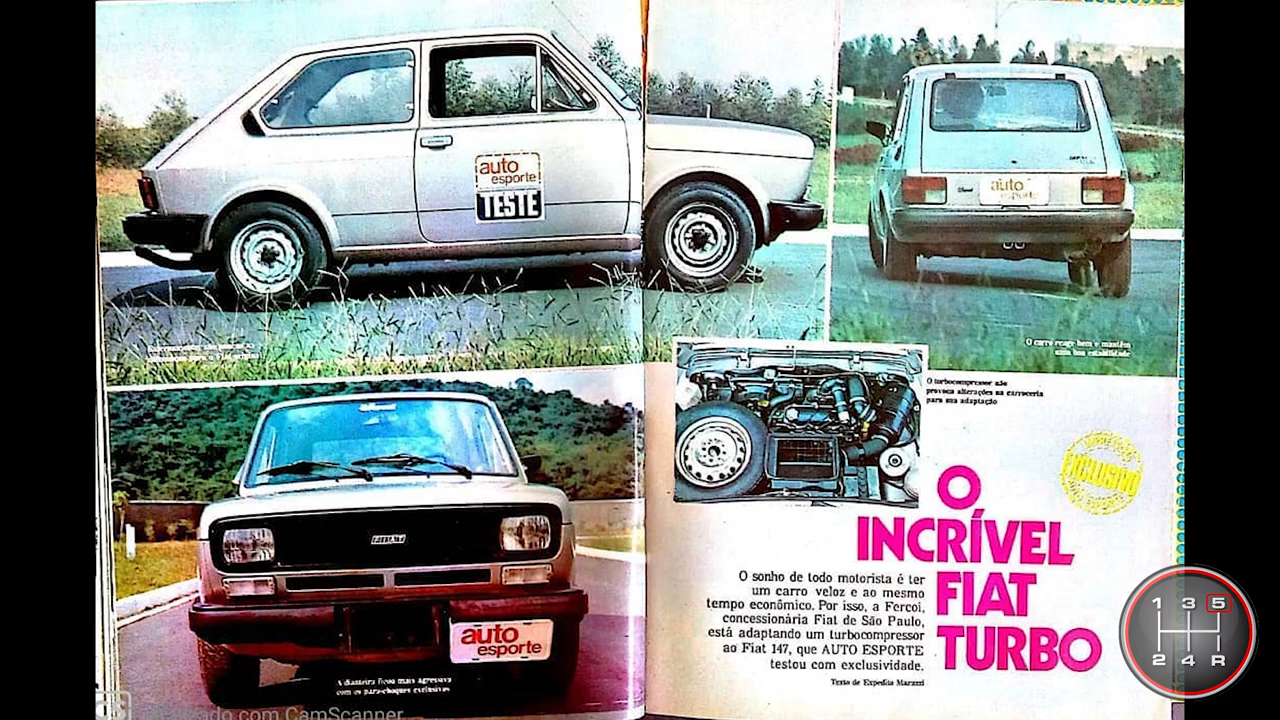 auto
esporte
TESTE
auto
esporte
O carro reage bem e mantém
uma boa estabilidade
O turbocompressor não
provoca alterações na carroceria
para sua adaptação
EXCLUSIVO
FIAT
auto
esporte
A dianteira ficou mais agressiva
com os para-choques exclusivos
O
INCRÍVEL
FIAT
TURBO
O sonho de todo motorista é ter
um carro veloz e ao mesmo
tempo econômico. Por isso, a Fercoi,
concessionária Fiat de São Paulo,
está adaptando um turbocompressor
ao Fiat 147, que AUTO ESPORTE
testou com exclusividade.
Texto de Expedito Marazzi
1 3 5
2 4 R
do com CamScanner